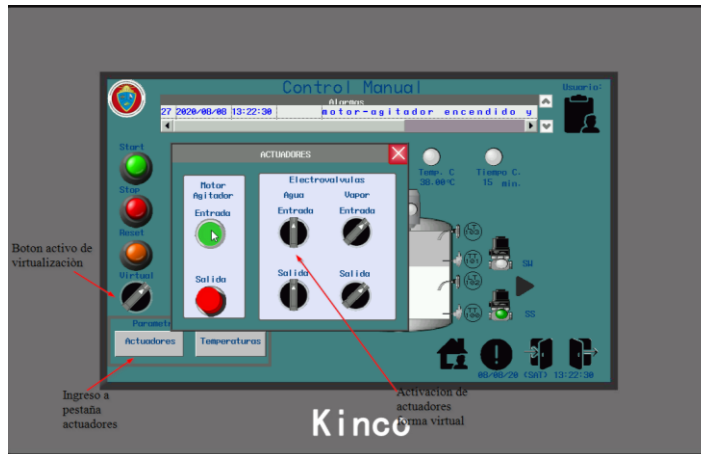 Control Manual
Usuario:
Alarmas
27 2020/08/08 13:22:30 motor-agitador encendido y
Start
ACTUADORES
Temp. C
38.00°C
Tiempo C.
15 min.
Motor
Agitador
Electrovalvulas
Agua
Vapor
Entrada
Entrada
Entrada
Stop
Reset
Boton activo de
virtualización
Virtual
Salida
Salida
Salida
SW
SS
Paramet
Actuadores
Temperaturas
08/08/20 (SAT) 13:22:30
Ingreso a
pestaña
actuadores
Activación de
actuadores
forma virtual
Kinco